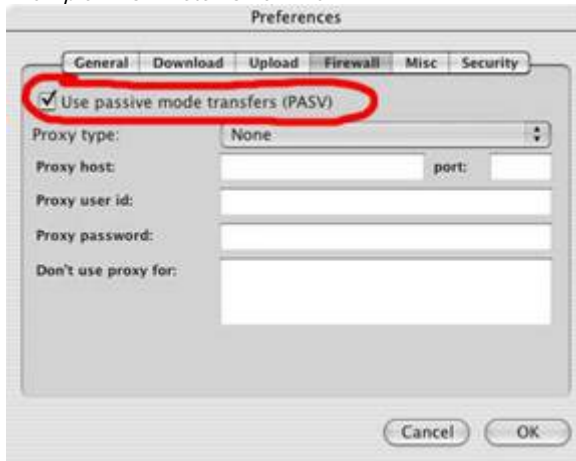 Preferences
General Download Upload Firewall Misc Security
Use passive mode transfers (PASV)
Proxy type: None
Proxy host: port:
Proxy user id:
Proxy password:
Don't use proxy for:
Cancel OK